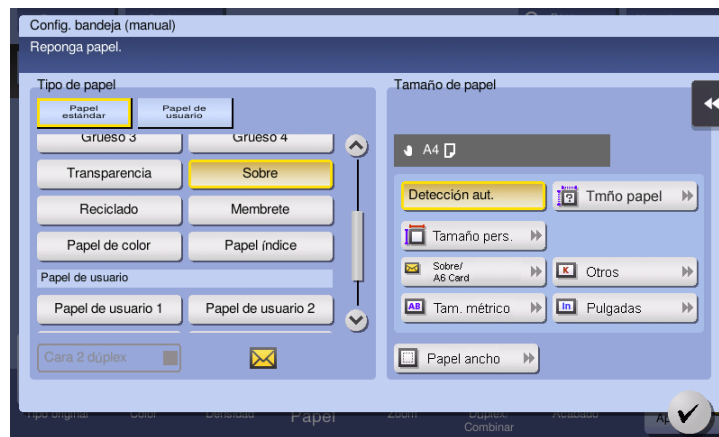 Config. bandeja (manual)
Reponga papel.
Tipo de papel
Papel estándar
Papel de usuario
Grueso 3
Grueso 4
Transparencia
Sobre
Reciclado
Membrete
Papel de color
Papel índice
Papel de usuario
Papel de usuario 1
Papel de usuario 2
Cara 2 dúplex
Tamaño de papel
A4
Detección aut.
? Tmño papel
Tamaño pers.
Sobre/
A6 Card
K Otros
AB Tam. métrico
In Pulgadas
Papel ancho
Tipo original
Color
Densidad
Papel
Zoom
Dúplex/
Combinar
Acabado